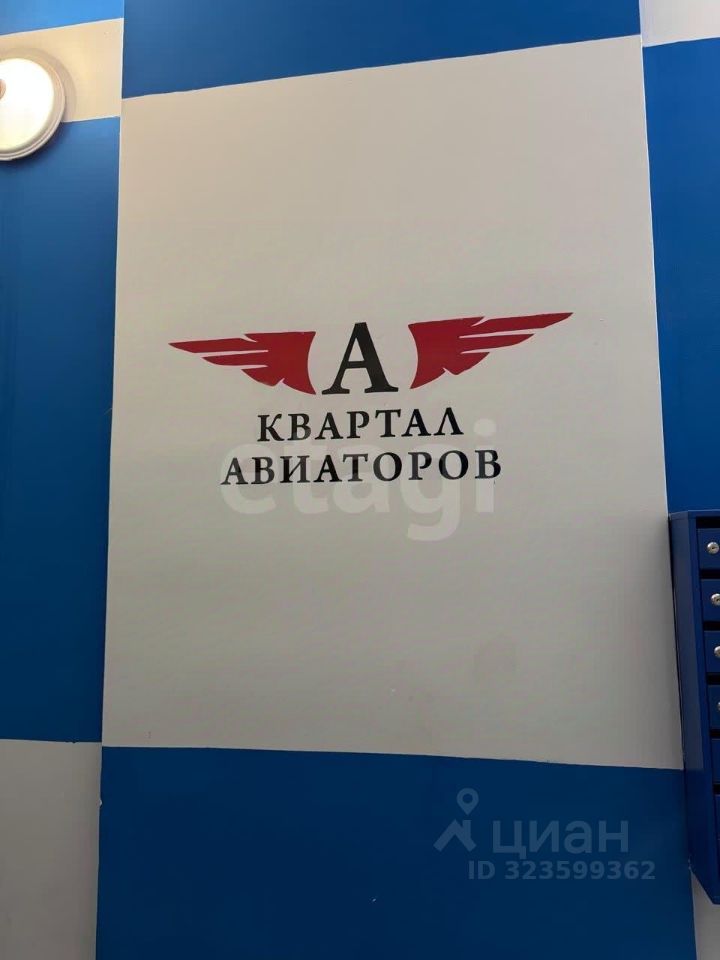 А
КВАРТАЛ
АВИАТОРОВ
etagi
циан
ID 323599362